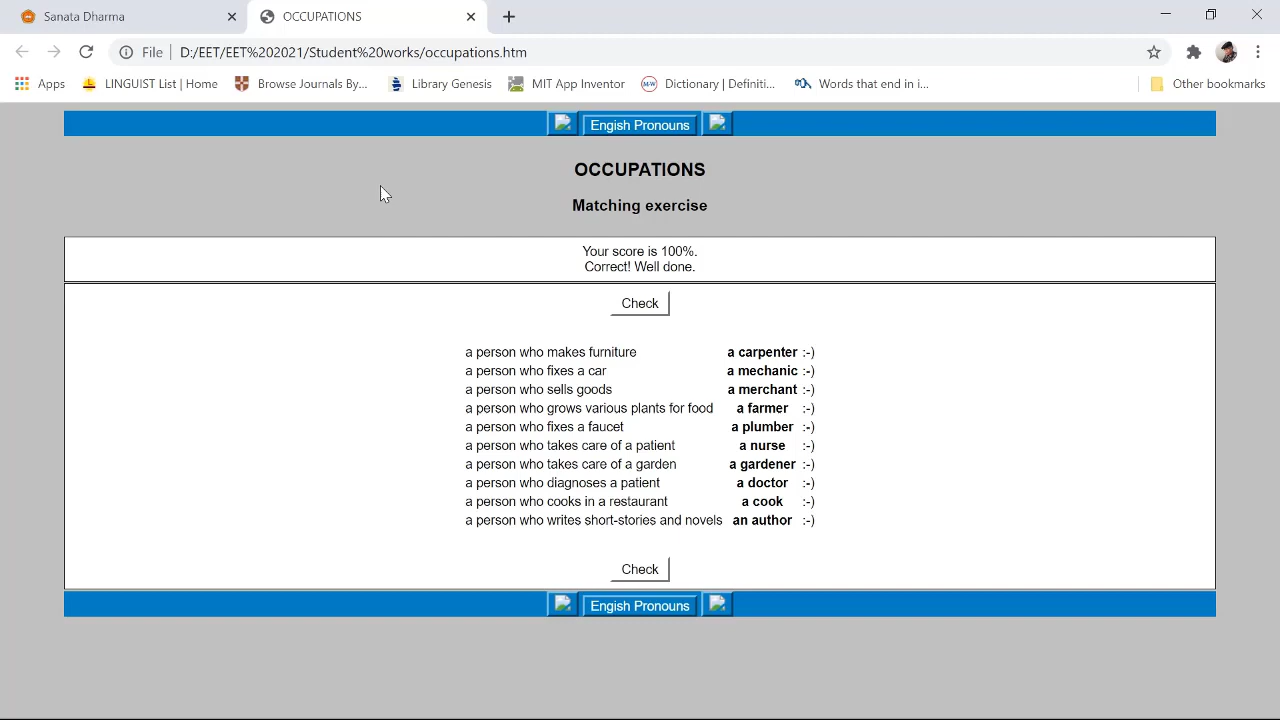 Sanata Dharma
OCCUPATIONS
File D:/EET/EET%202021/Student%20works/occupations.htm
Apps LINGUIST List | Home Browse Journals By... Library Genesis MIT App Inventor Dictionary | Definiti... Words that end in i... Other bookmarks
Engish Pronouns
OCCUPATIONS
Matching exercise
Your score is 100%.
Correct! Well done.
Check
a person who makes furniture a carpenter :-)
a person who fixes a car a mechanic :-)
a person who sells goods a merchant :-)
a person who grows various plants for food a farmer :-)
a person who fixes a faucet a plumber :-)
a person who takes care of a patient a nurse :-)
a person who takes care of a garden a gardener :-)
a person who diagnoses a patient a doctor :-)
a person who cooks in a restaurant a cook :-)
a person who writes short-stories and novels an author :-)
Check
Engish Pronouns